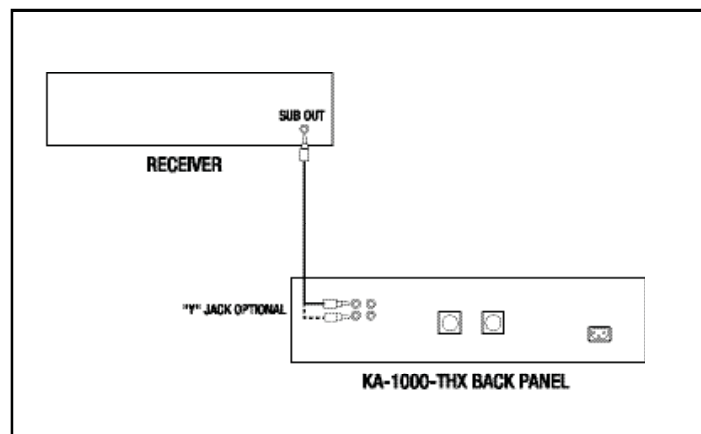 SUB OUT
RECEIVER
"Y" JACK OPTIONAL
KA-1000-THX BACK PANEL